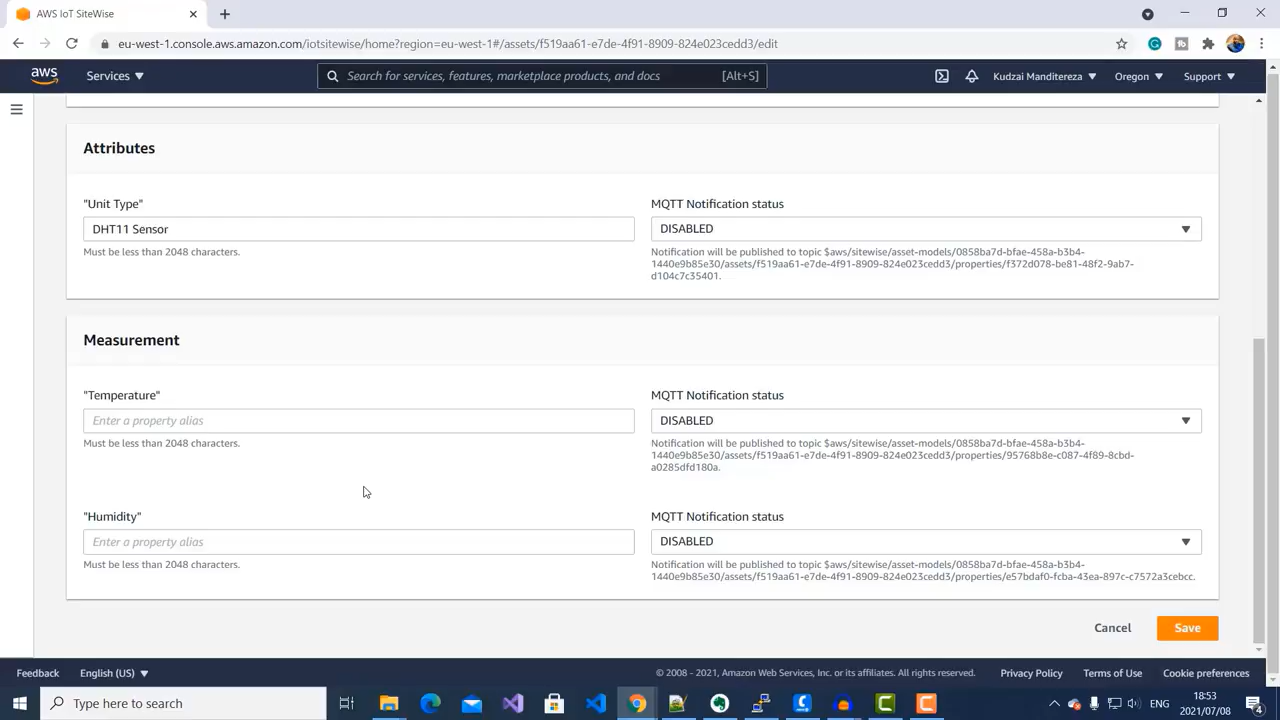 AWS IoT SiteWise
eu-west-1.console.aws.amazon.com/iotsitewise/home?region=eu-west-1#/assets/f519aa61-e7de-4f91-8909-824e023cedd3/edit
aws
Services
Search for services, features, marketplace products, and docs
[Alt+S]
Kudzai Manditereza
Oregon
Support
Attributes
"Unit Type"
MQTT Notification status
DHT11 Sensor
DISABLED
Must be less than 2048 characters.
Notification will be published to topic $aws/sitewise/asset-models/0858ba7d-bfae-458a-b3b4-
1440e9b85e30/assets/f519aa61-e7de-4f91-8909-824e023cedd3/properties/f372d078-be81-48f2-9ab7-
d104c7c35401.
Measurement
"Temperature"
MQTT Notification status
Enter a property alias
DISABLED
Must be less than 2048 characters.
Notification will be published to topic $aws/sitewise/asset-models/0858ba7d-bfae-458a-b3b4-
1440e9b85e30/assets/f519aa61-e7de-4f91-8909-824e023cedd3/properties/95768b8e-c087-4f89-8cbd-
a0285dfd180a.
"Humidity"
MQTT Notification status
Enter a property alias
DISABLED
Must be less than 2048 characters.
Notification will be published to topic $aws/sitewise/asset-models/0858ba7d-bfae-458a-b3b4-
1440e9b85e30/assets/f519aa61-e7de-4f91-8909-824e023cedd3/properties/e57bdaf0-fcba-43ea-897c-c7572a3cebcc.
Cancel
Save
Feedback
English (US)
© 2008 - 2021, Amazon Web Services, Inc. or its affiliates. All rights reserved.
Privacy Policy
Terms of Use
Cookie preferences
Type here to search
ENG
18:53
2021/07/08
4